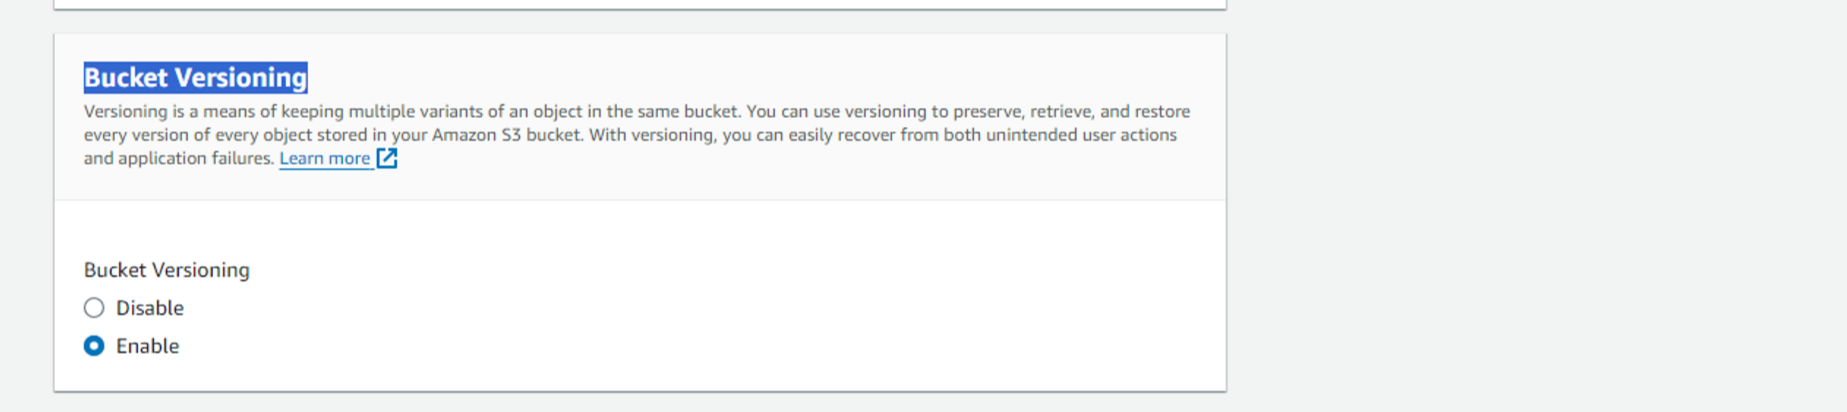 Bucket Versioning
Versioning is a means of keeping multiple variants of an object in the same bucket. You can use versioning to preserve, retrieve, and restore
every version of every object stored in your Amazon S3 bucket. With versioning, you can easily recover from both unintended user actions
and application failures. Learn more
Bucket Versioning
Disable
Enable